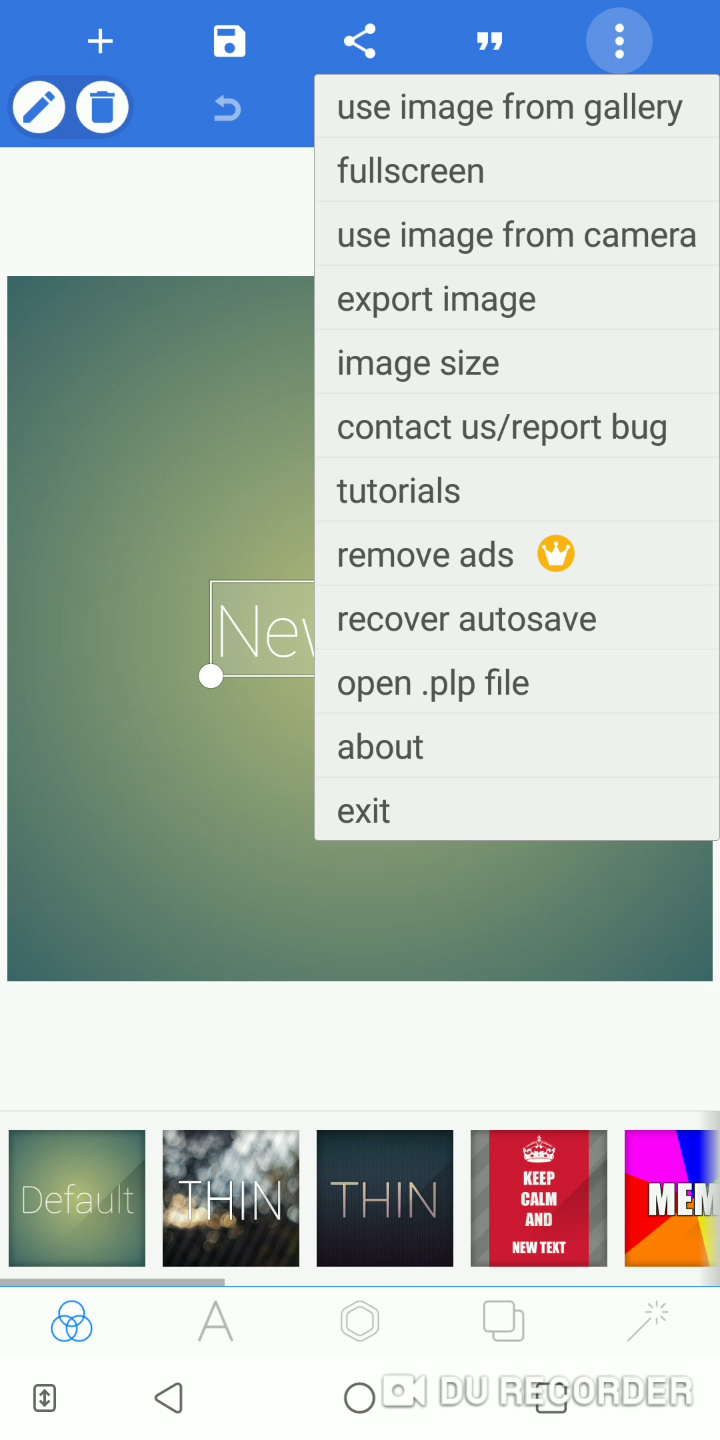 use image from gallery
fullscreen
use image from camera
export image
image size
contact us/report bug
tutorials
remove ads
recover autosave
open .plp file
about
exit
Default
THIN
THIN
KEEP
CALM
AND
NEW TEXT
DU RECORDER